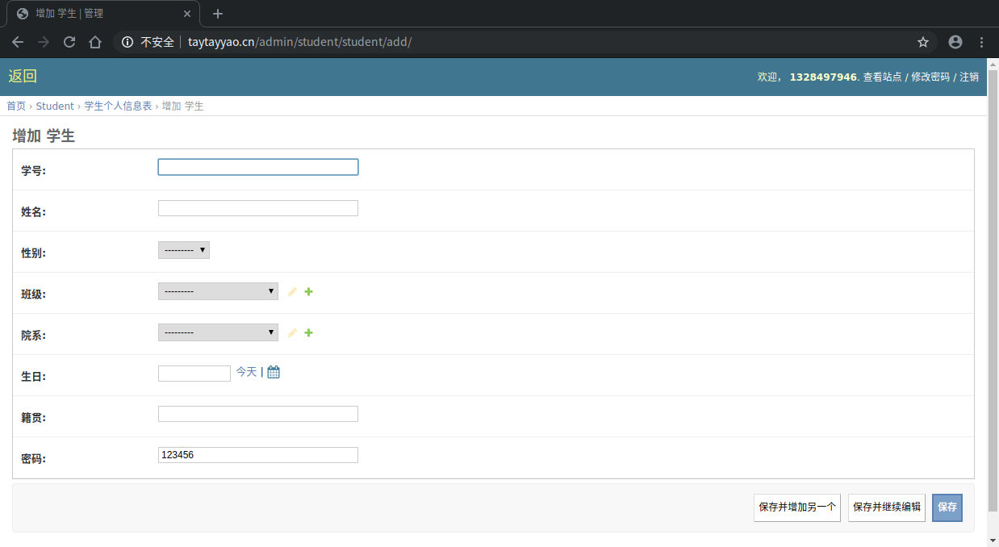 增加 学生 | 管理
不安全 taytayyao.cn/admin/student/student/add/
返回
欢迎， 1328497946. 查看站点 / 修改密码 / 注销
首页 › Student › 学生个人信息表 › 增加 学生
增加 学生
学号:
姓名:
性别: ---------
班级: ---------
院系: ---------
生日: 今天 |
籍贯:
密码: 123456
保存并增加另一个 保存并继续编辑 保存